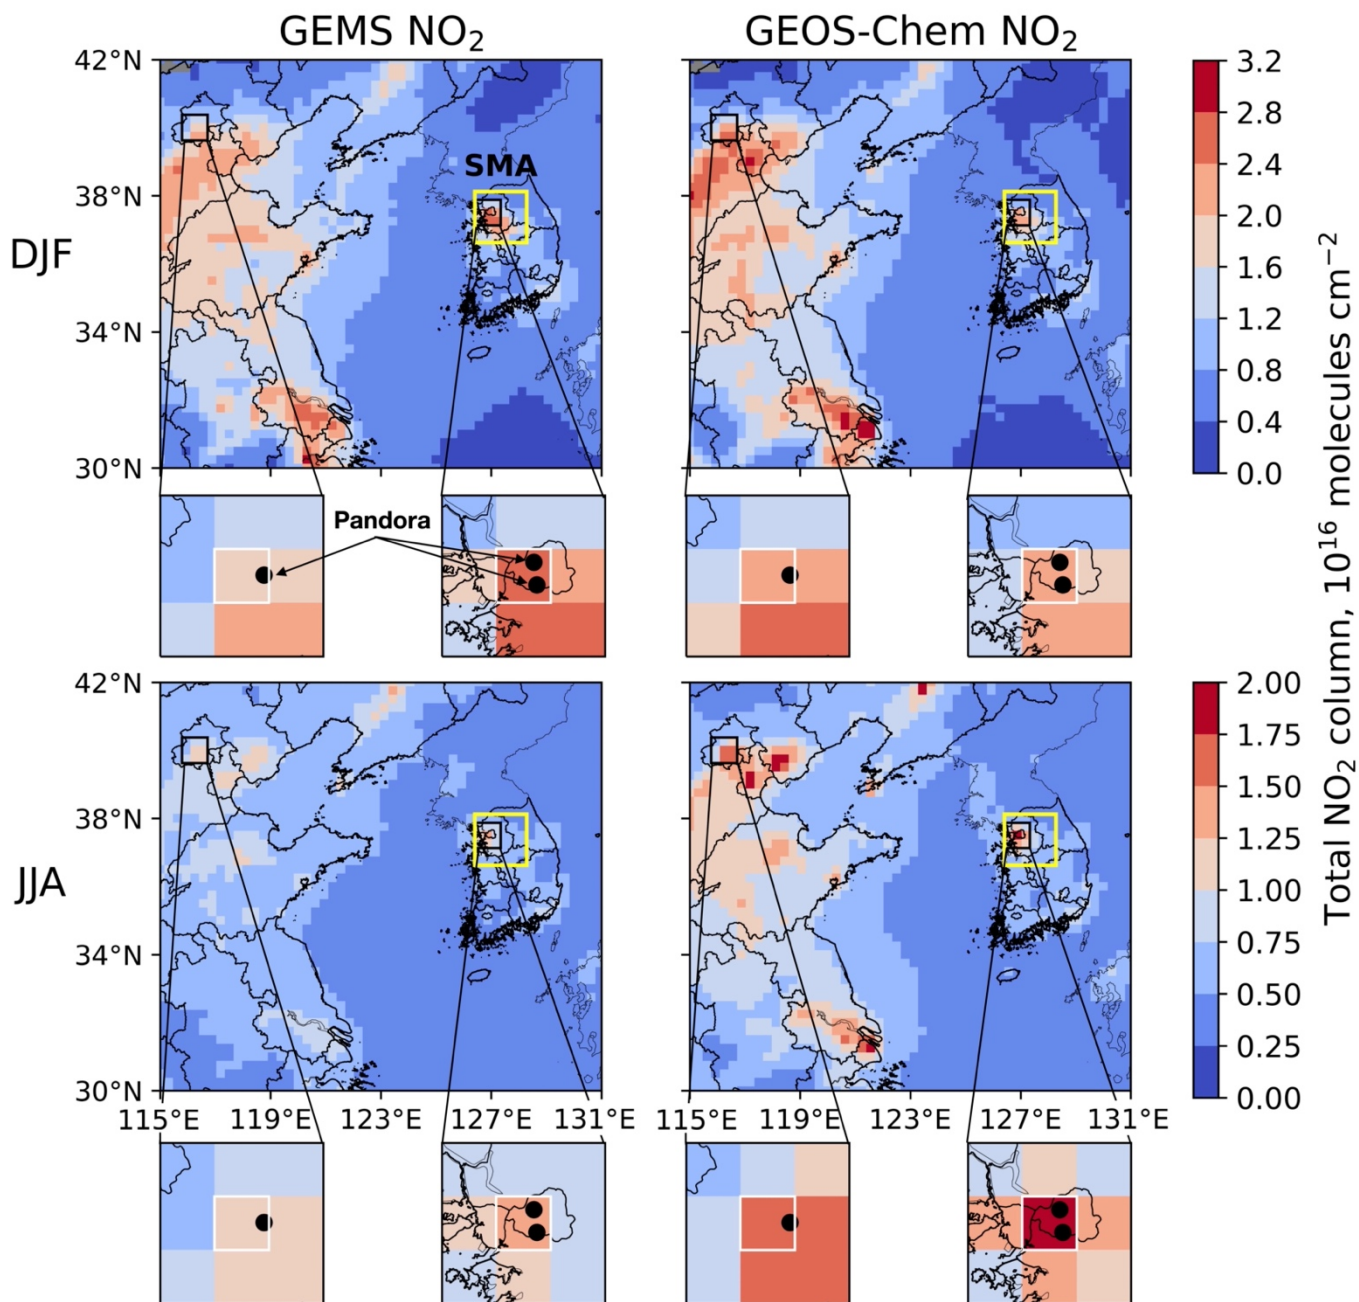 GEMS NO₂
GEOS-Chem NO₂
DJF
42°N
38°N
34°N
30°N
SMA
Pandora
3.2
2.8
2.4
2.0
1.6
1.2
0.8
0.4
0.0
JJA
42°N
38°N
34°N
30°N
115°E 119°E 123°E 127°E 131°E
115°E 119°E 123°E 127°E 131°E
2.00
1.75
1.50
1.25
1.00
0.75
0.50
0.25
0.00
Total NO₂ column, 10¹⁶ molecules cm⁻²